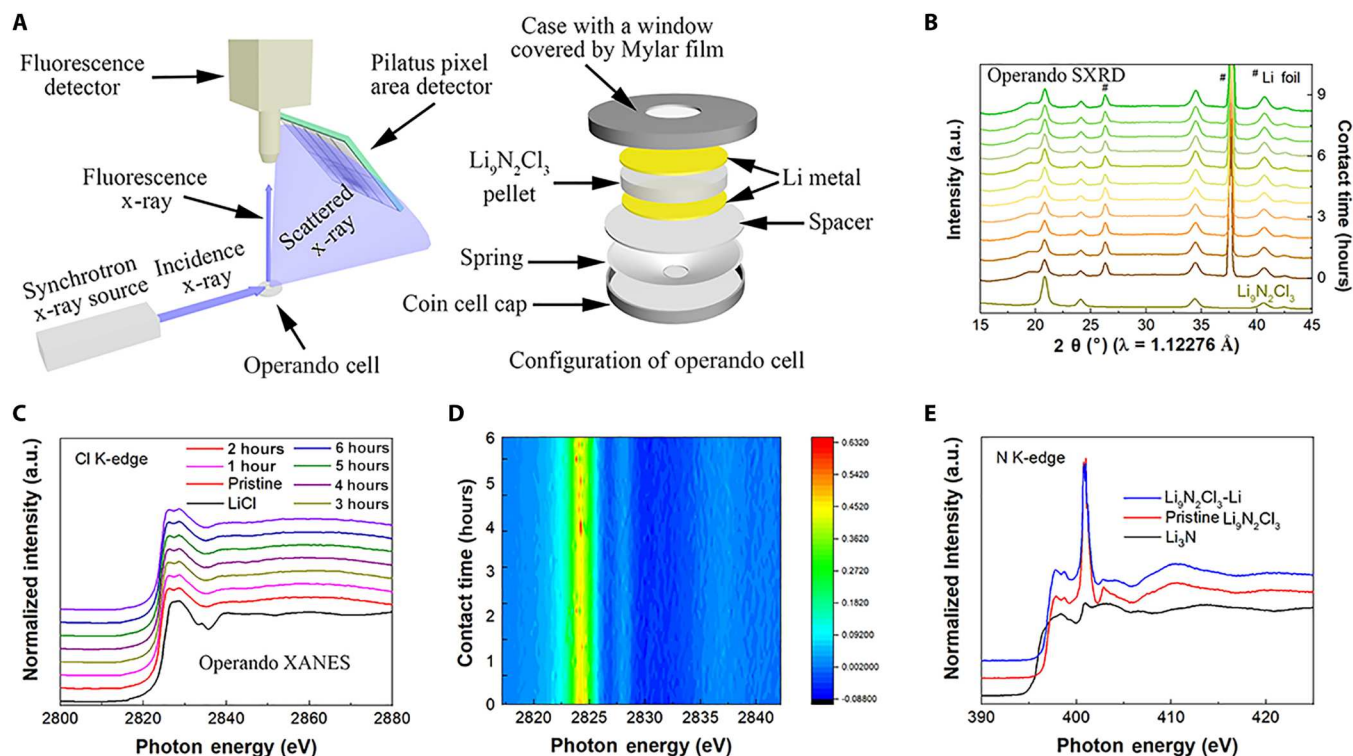 A
Fluorescence
detector
Pilatus pixel
area detector
Fluorescence
x-ray
Scattered
x-ray
Synchrotron
x-ray source
Incidence
x-ray
Operando cell
Case with a window
covered by Mylar film
Li₉N₂Cl₃
pellet
Li metal
Spacer
Spring
Coin cell cap
Configuration of operando cell
B
Operando SXRD
#
#
# Li foil
Li₉N₂Cl₃
Intensity (a.u.)
9
6
3
0
Contact time (hours)
15 20 25 30 35 40 45
2 θ (°) (λ = 1.12276 Å)
C
Cl K-edge
2 hours
1 hour
Pristine
LiCl
6 hours
5 hours
4 hours
3 hours
Operando XANES
Normalized intensity (a.u.)
2800 2820 2840 2860 2880
Photon energy (eV)
D
Contact time (hours)
6
5
4
3
2
1
0
2820 2825 2830 2835 2840
Photon energy (eV)
0.6320
0.5420
0.4520
0.3620
0.2720
0.1820
0.09200
0.002000
-0.08800
E
N K-edge
Li₉N₂Cl₃-Li
Pristine Li₉N₂Cl₃
Li₃N
Normalized Intensity (a.u.)
390 400 410 420
Photon energy (eV)